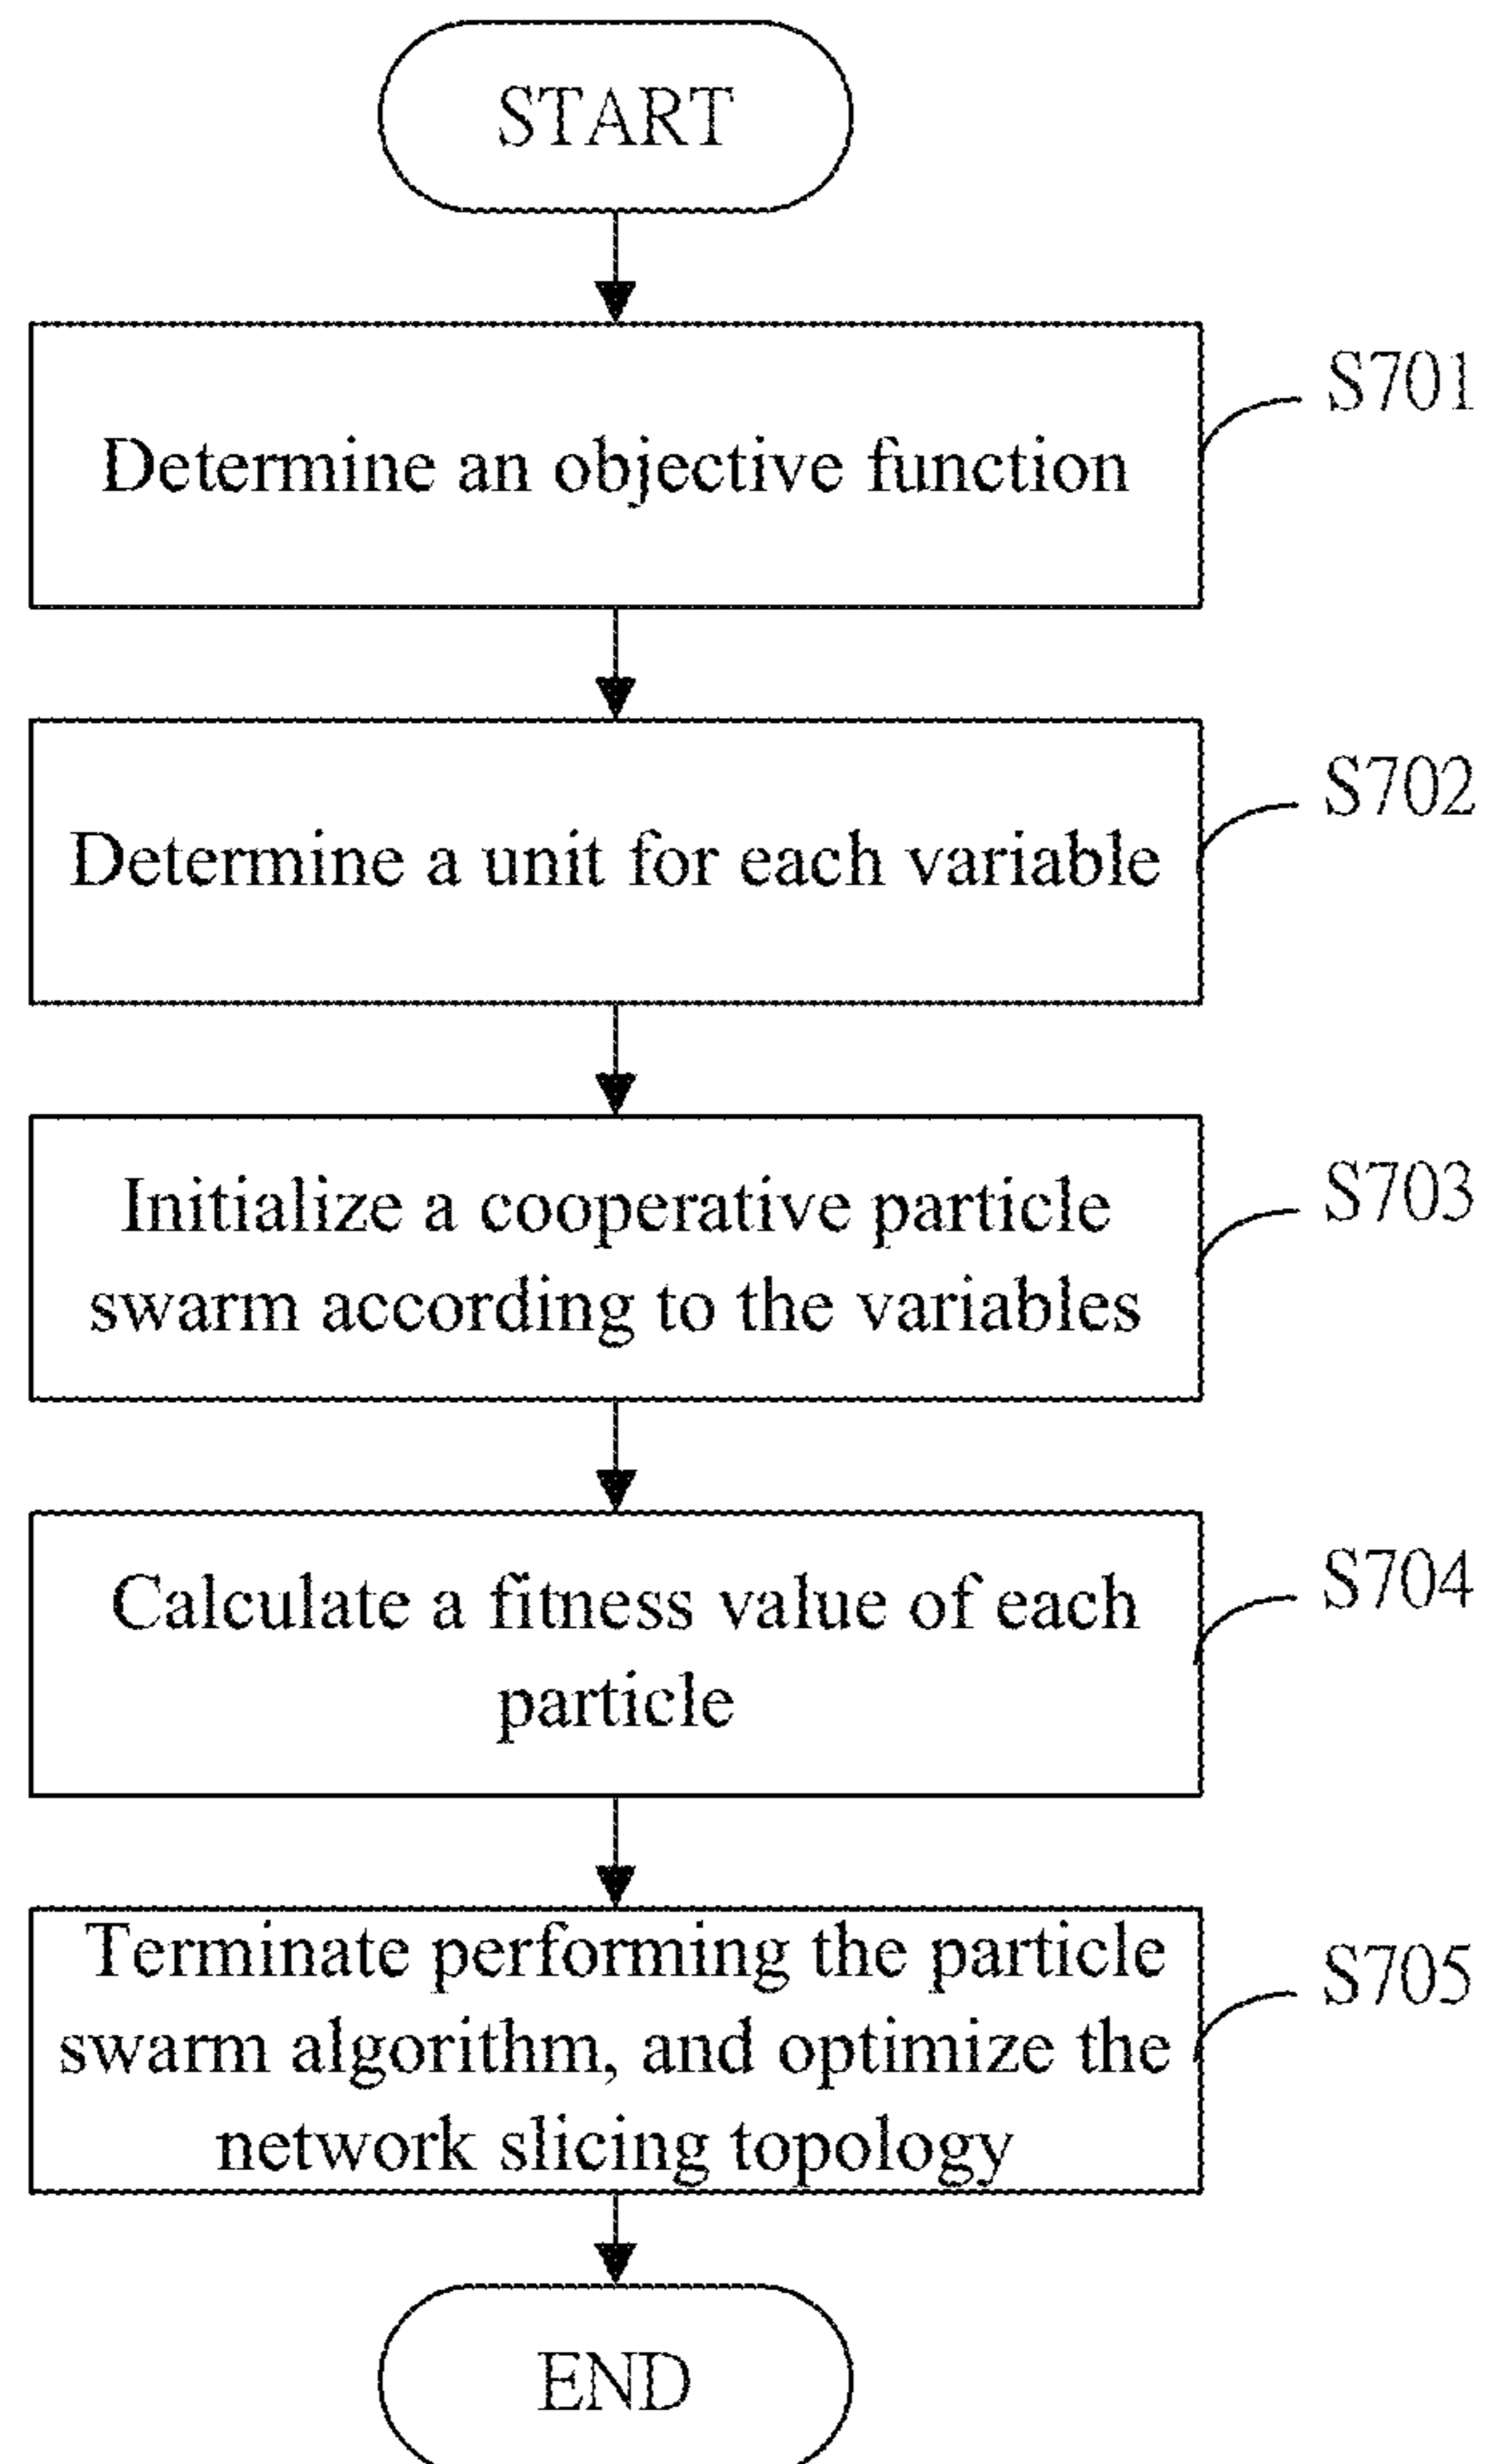 START
Determine an objective function
S701
Determine a unit for each variable
S702
Initialize a cooperative particle
swarm according to the variables
S703
Calculate a fitness value of each
particle
S704
Terminate performing the particle
swarm algorithm, and optimize the
network slicing topology
S705
END